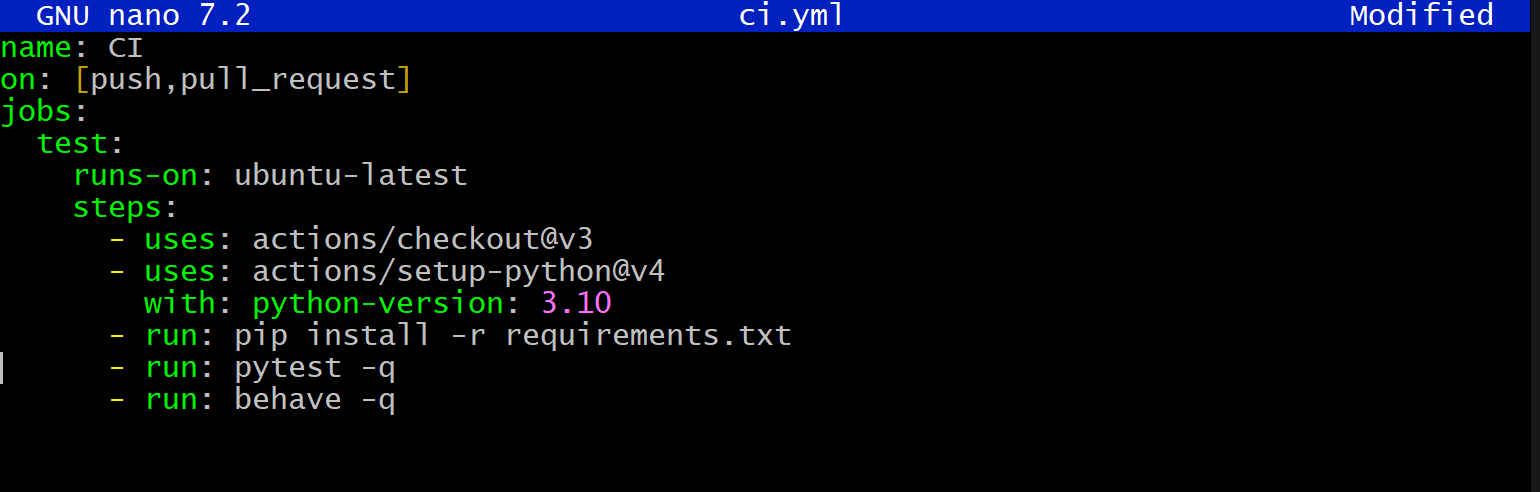 GNU nano 7.2 ci.yml Modified
name: CI
on: [push,pull_request]
jobs:
  test:
    runs-on: ubuntu-latest
    steps:
      - uses: actions/checkout@v3
      - uses: actions/setup-python@v4
        with: python-version: 3.10
      - run: pip install -r requirements.txt
      - run: pytest -q
      - run: behave -q